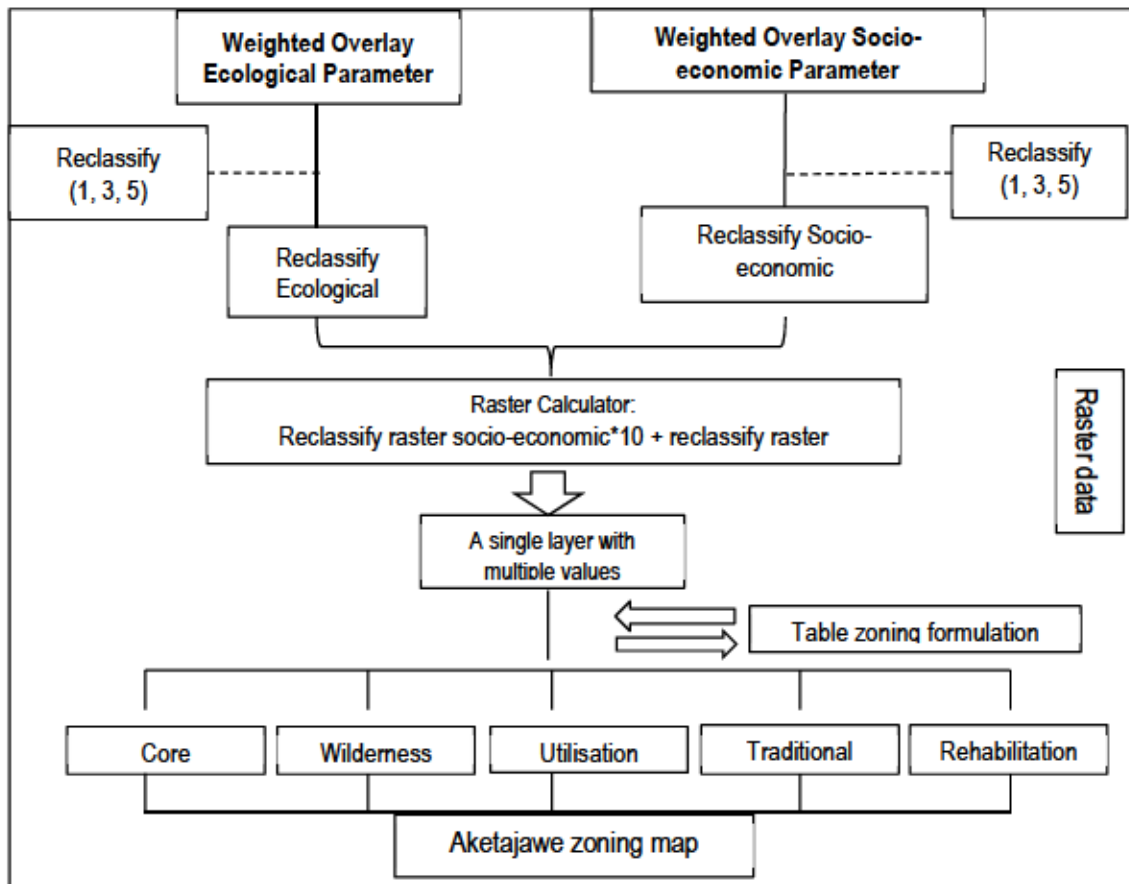 Weighted Overlay
Ecological Parameter
Weighted Overlay Socio-
economic Parameter
Reclassify
(1, 3, 5)
Reclassify
(1, 3, 5)
Reclassify
Ecological
Reclassify Socio-
economic
Raster Calculator:
Reclassify raster socio-economic*10 + reclassify raster
Raster data
A single layer with
multiple values
Table zoning formulation
Core
Wilderness
Utilisation
Traditional
Rehabilitation
Aketajawe zoning map